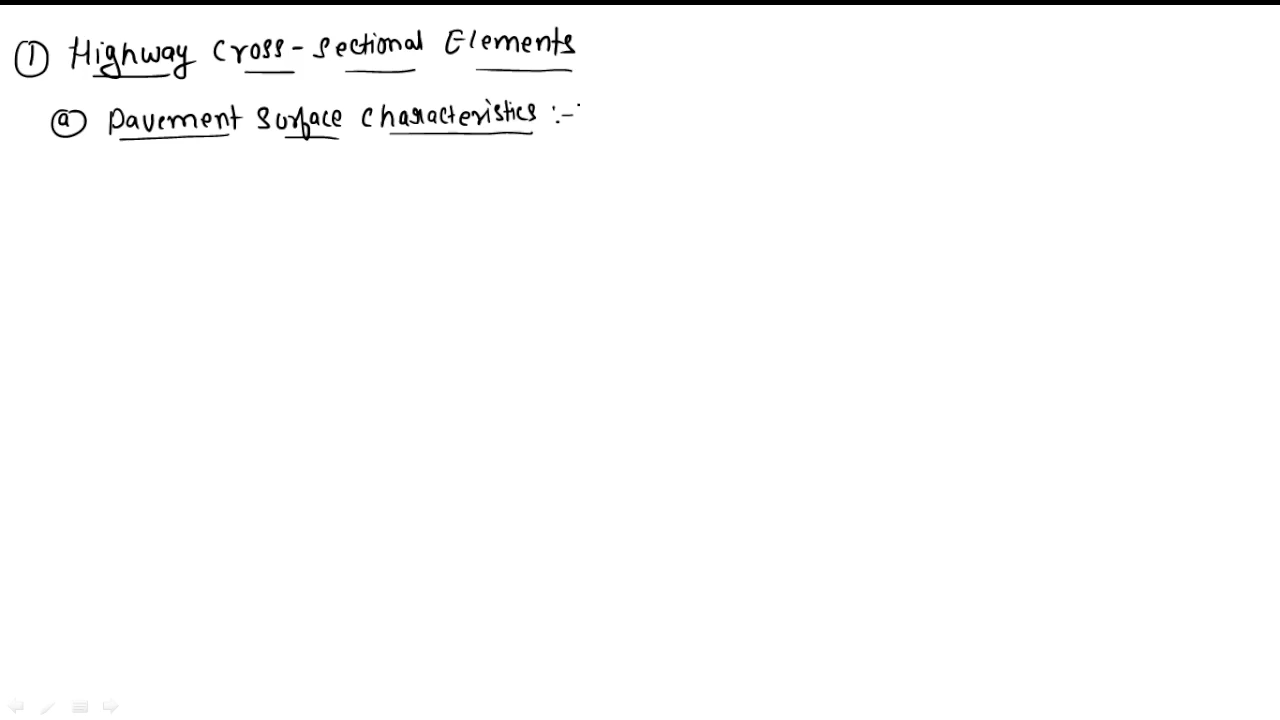 ① Highway Cross-Sectional Elements
ⓐ Pavement Surface Characteristics :-